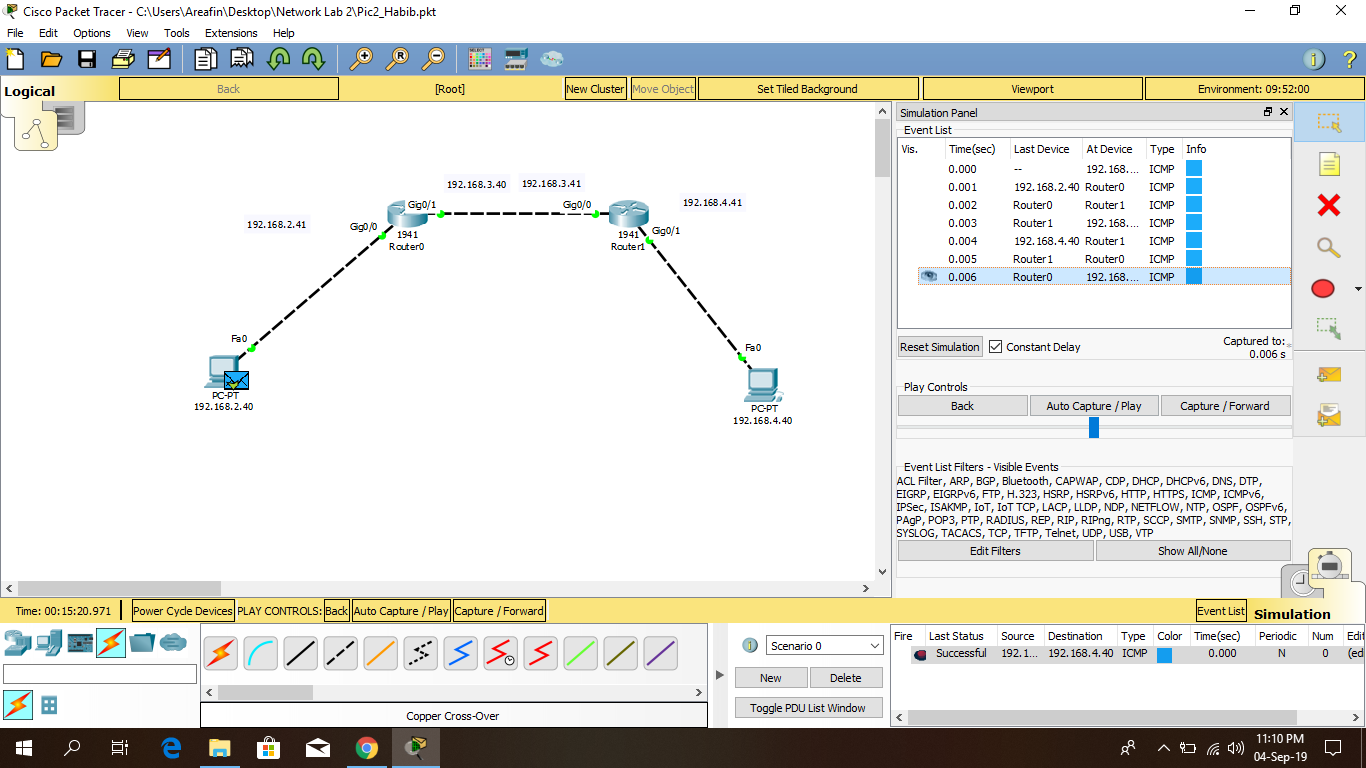 Cisco Packet Tracer - C:\Users\Areafin\Desktop\Network Lab 2\Pic2_Habib.pkt
File Edit Options View Tools Extensions Help
Logical Back [Root] New Cluster Move Object Set Tiled Background Viewport Environment: 09:52:00
192.168.3.40 192.168.3.41
192.168.4.41
192.168.2.41
Gig0/1 Gig0/0
Gig0/0 Gig0/1
1941 1941
Router0 Router1
Fa0
Fa0
PC-PT
192.168.2.40
PC-PT
192.168.4.40
Simulation Panel
Event List
Vis. Time(sec) Last Device At Device Type Info
0.000 -- 192.168.... ICMP
0.001 192.168.2.40 Router0 ICMP
0.002 Router0 Router1 ICMP
0.003 Router1 192.168.... ICMP
0.004 192.168.4.40 Router1 ICMP
0.005 Router1 Router0 ICMP
0.006 Router0 192.168.... ICMP
Reset Simulation Constant Delay Captured to: *
0.006 s
Play Controls
Back Auto Capture / Play Capture / Forward
Event List Filters - Visible Events
ACL Filter, ARP, BGP, Bluetooth, CAPWAP, CDP, DHCP, DHCPv6, DNS, DTP,
EIGRP, EIGRPv6, FTP, H.323, HSRP, HSRPv6, HTTP, HTTPS, ICMP, ICMPv6,
IPSec, ISAKMP, IoT, IoT TCP, LACP, LLDP, NDP, NETFLOW, NTP, OSPF, OSPFv6,
PAgP, POP3, PTP, RADIUS, REP, RIP, RIPng, RTP, SCCP, SMTP, SNMP, SSH, STP,
SYSLOG, TACACS, TCP, TFTP, Telnet, UDP, USB, VTP
Edit Filters Show All/None
Time: 00:15:20.971 Power Cycle Devices PLAY CONTROLS: Back Auto Capture / Play Capture / Forward Event List Simulation
Copper Cross-Over
Scenario 0
New Delete
Toggle PDU List Window
Fire Last Status Source Destination Type Color Time(sec) Periodic Num Edit
Successful 192.1... 192.168.4.40 ICMP 0.000 N 0 (ed
11:10 PM
04-Sep-19